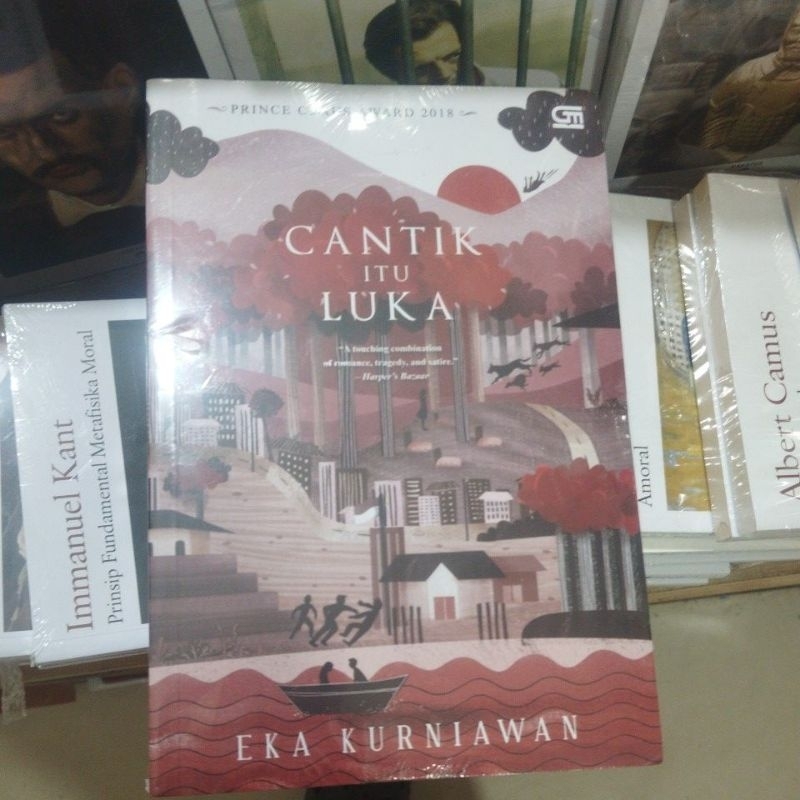 PRINCE CLAUS AWARD 2018
GM
CANTIK
ITU
LUKA
"A touching combination
of romance, tragedy, and satire."
—Harper's Bazaar
EKA KURNIAWAN
Immanuel Kant
Prinsip Fundamental Metafisika Moral
Amoral
Albert Camus